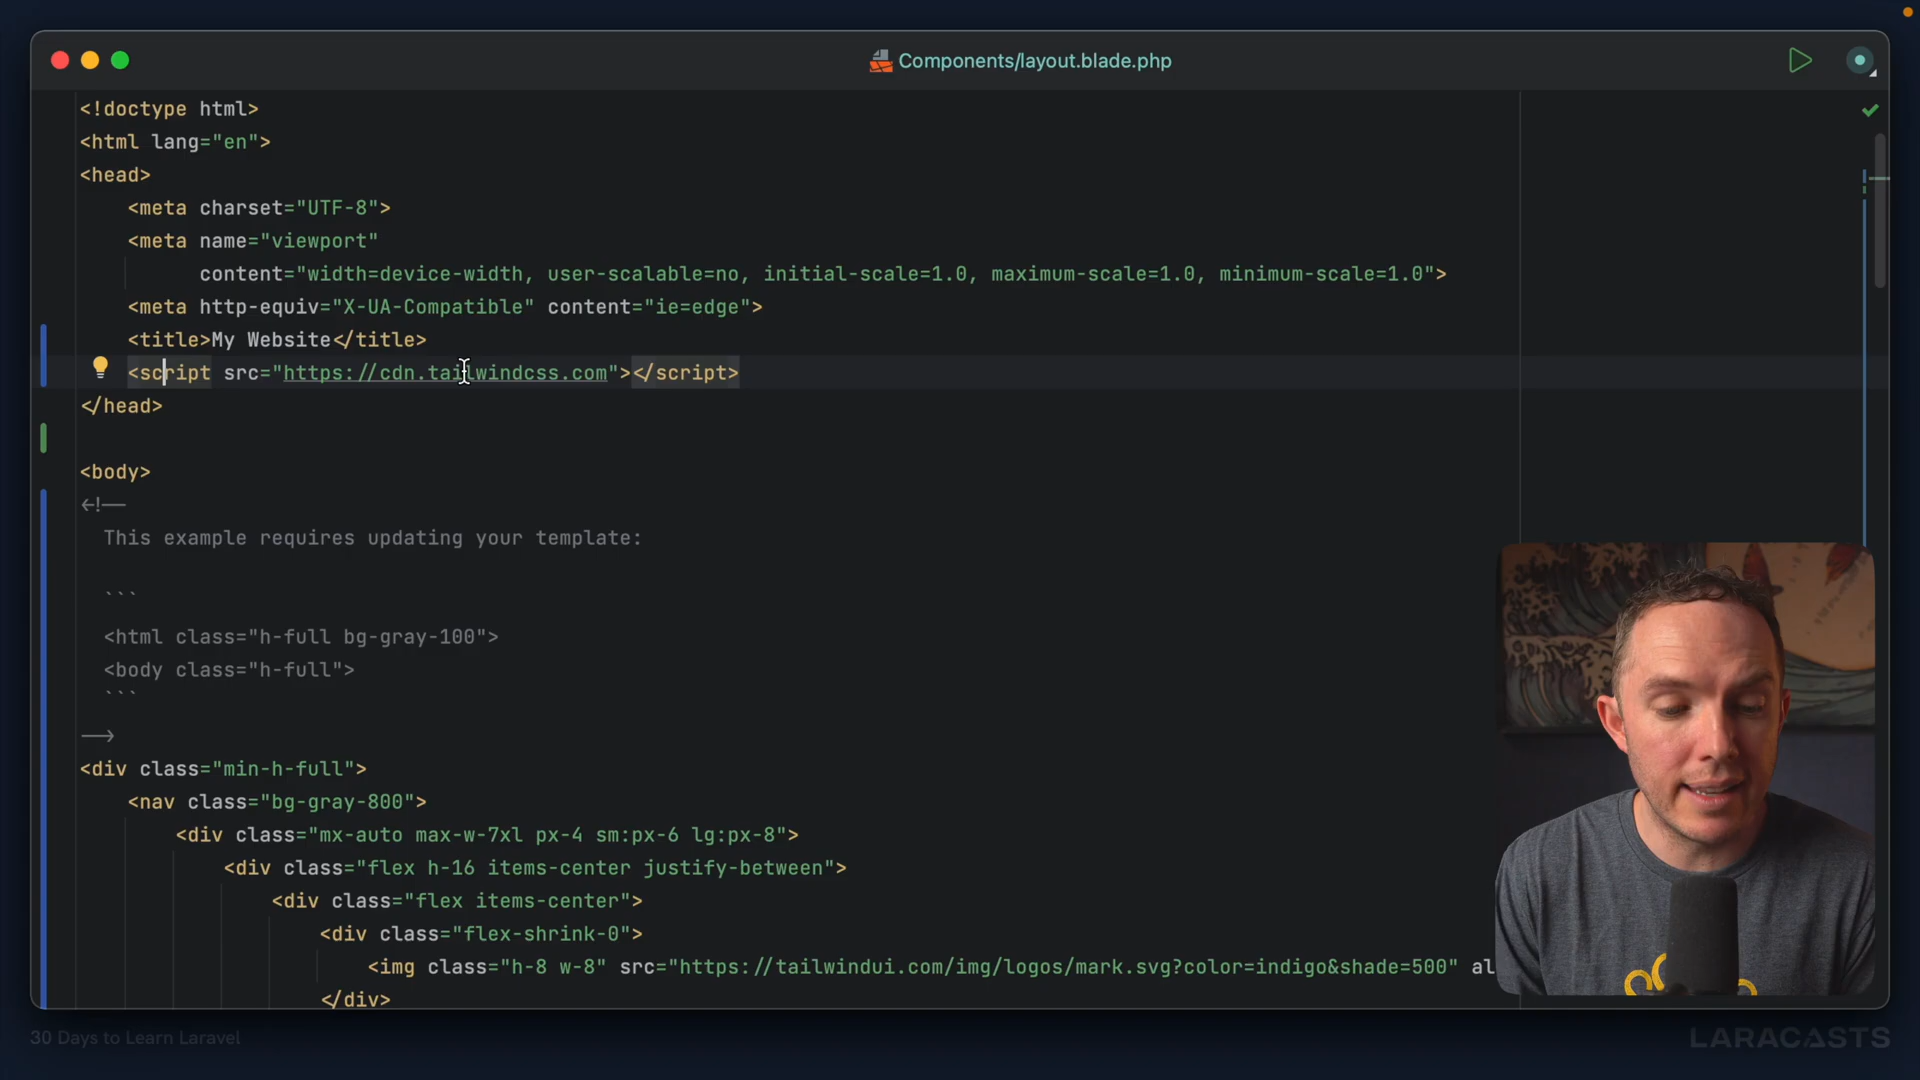 Components/layout.blade.php
<!doctype html>
<html lang="en">
<head>
<meta charset="UTF-8">
<meta name="viewport"
content="width=device-width, user-scalable=no, initial-scale=1.0, maximum-scale=1.0, minimum-scale=1.0">
<meta http-equiv="X-UA-Compatible" content="ie=edge">
<title>My Website</title>
<script src="https://cdn.tailwindcss.com"></script>
</head>
<body>
<!--
This example requires updating your template:
```
<html class="h-full bg-gray-100">
<body class="h-full">
```
-->
<div class="min-h-full">
<nav class="bg-gray-800">
<div class="mx-auto max-w-7xl px-4 sm:px-6 lg:px-8">
<div class="flex h-16 items-center justify-between">
<div class="flex items-center">
<div class="flex-shrink-0">
<img class="h-8 w-8" src="https://tailwindui.com/img/logos/mark.svg?color=indigo&shade=500" al
</div>
30 Days to Learn Laravel
LARACASTS